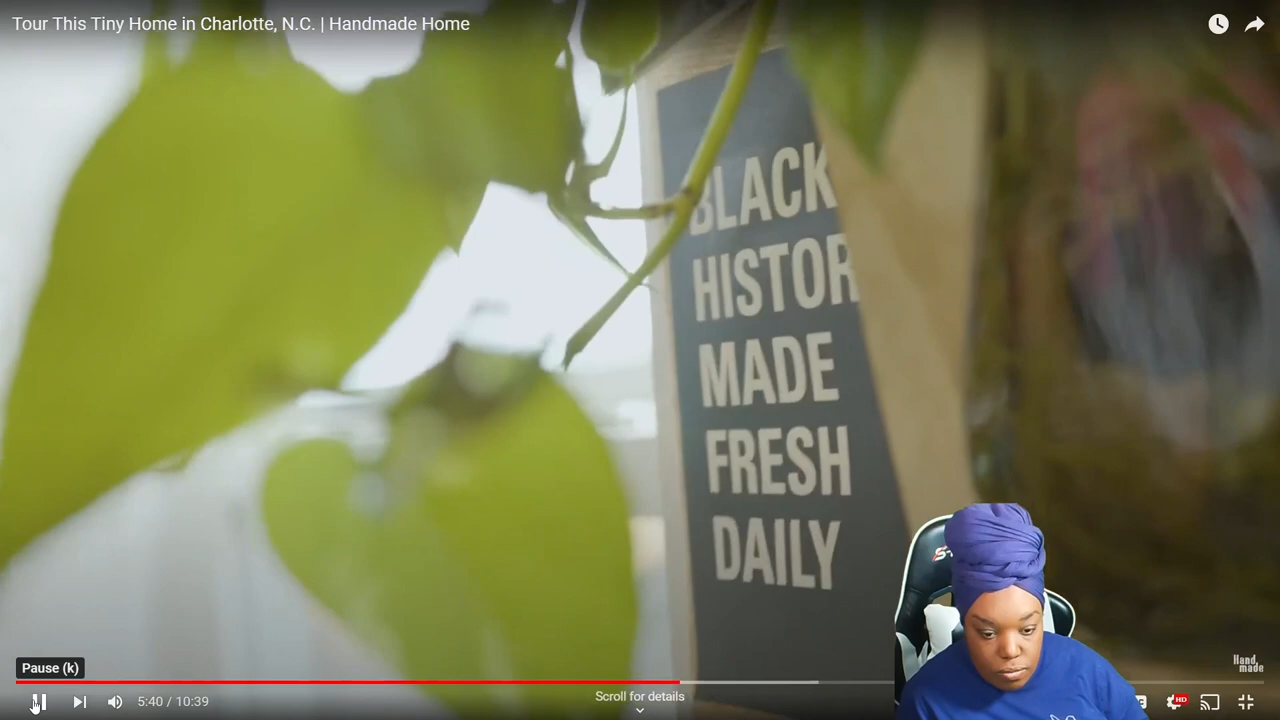 Tour This Tiny Home in Charlotte, N.C. | Handmade Home
BLACK
HISTOR
MADE
FRESH
DAILY
Hand,
made
Pause (k)
5:40 / 10:39
Scroll for details
HD